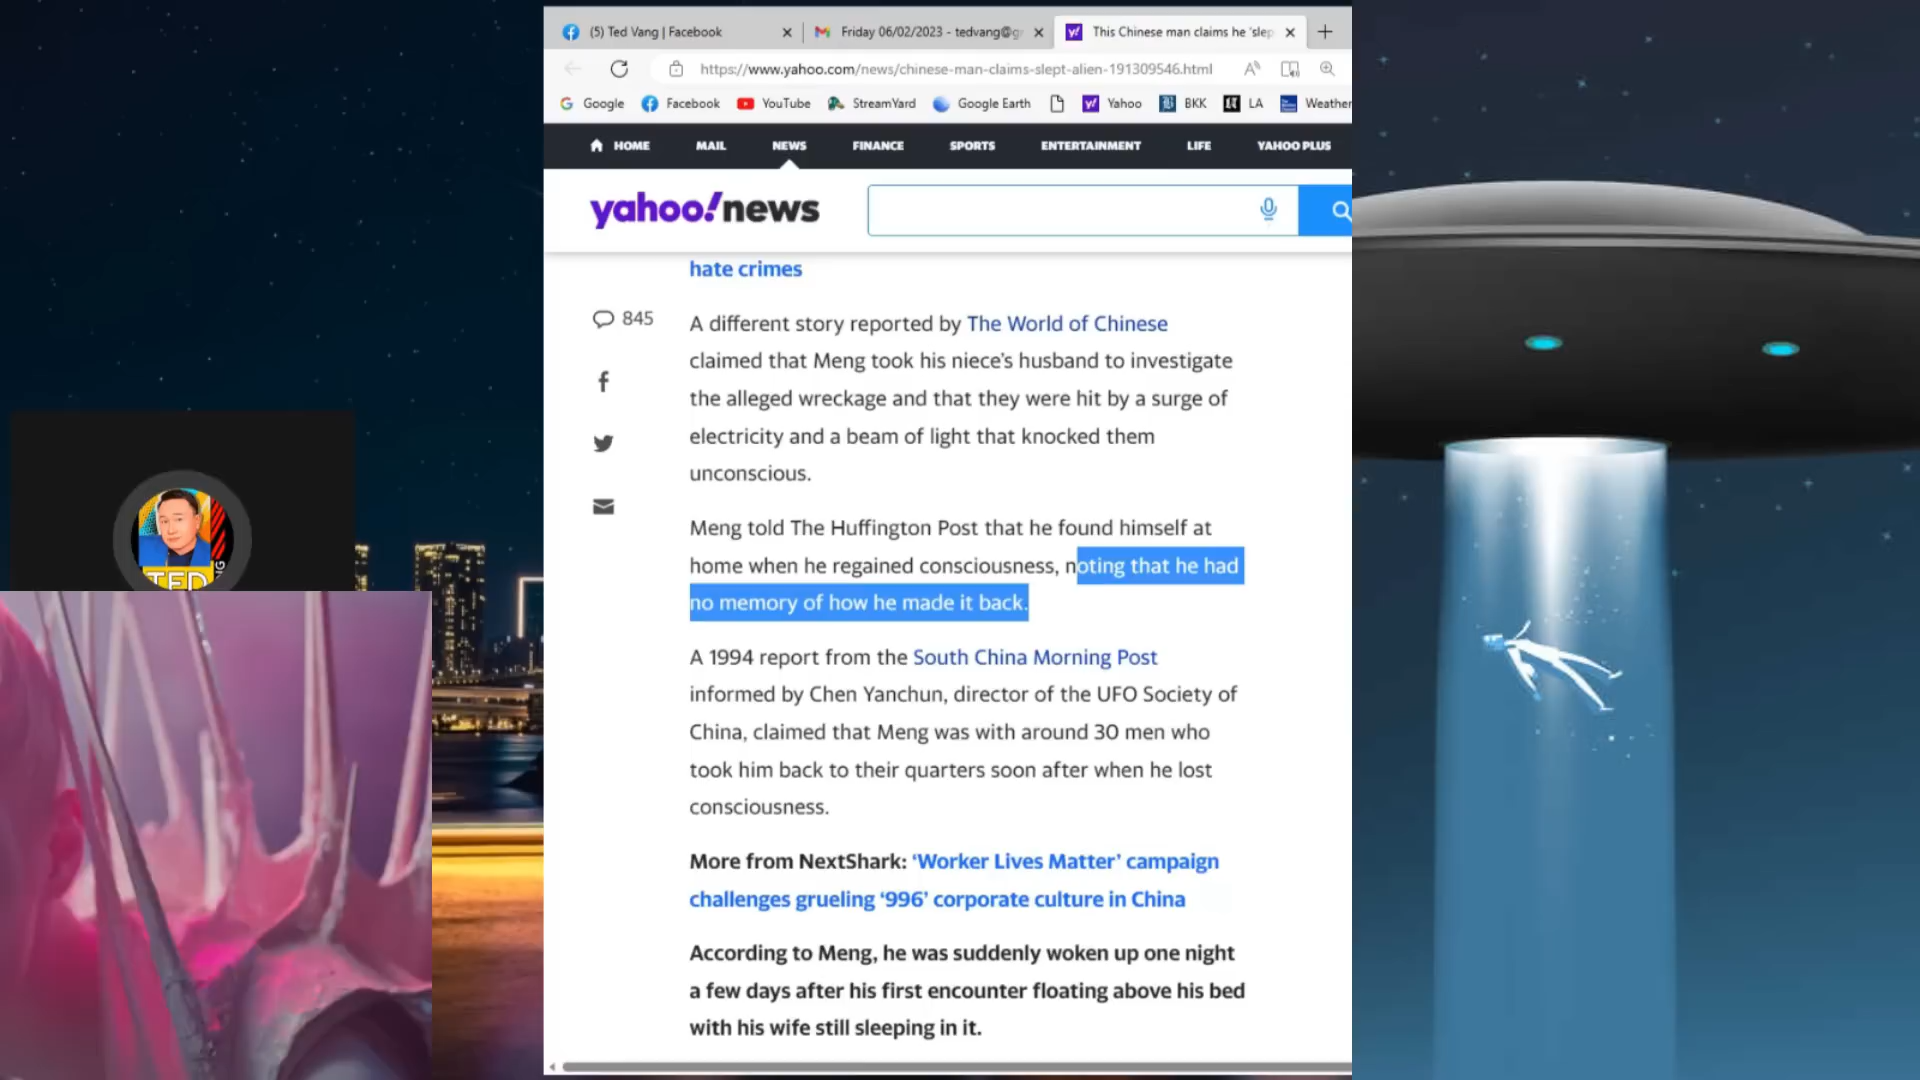 (5) Ted Vang | Facebook
Friday 06/02/2023 - tedvang@g
This Chinese man claims he 'slep
https://www.yahoo.com/news/chinese-man-claims-slept-alien-191309546.html
Google Facebook YouTube StreamYard Google Earth Yahoo BKK LA Weather
HOME MAIL NEWS FINANCE SPORTS ENTERTAINMENT LIFE YAHOO PLUS
yahoo!news
hate crimes
845
A different story reported by The World of Chinese
claimed that Meng took his niece's husband to investigate
the alleged wreckage and that they were hit by a surge of
electricity and a beam of light that knocked them
unconscious.
Meng told The Huffington Post that he found himself at
home when he regained consciousness, noting that he had
no memory of how he made it back.
A 1994 report from the South China Morning Post
informed by Chen Yanchun, director of the UFO Society of
China, claimed that Meng was with around 30 men who
took him back to their quarters soon after when he lost
consciousness.
More from NextShark: 'Worker Lives Matter' campaign
challenges grueling '996' corporate culture in China
According to Meng, he was suddenly woken up one night
a few days after his first encounter floating above his bed
with his wife still sleeping in it.
TED